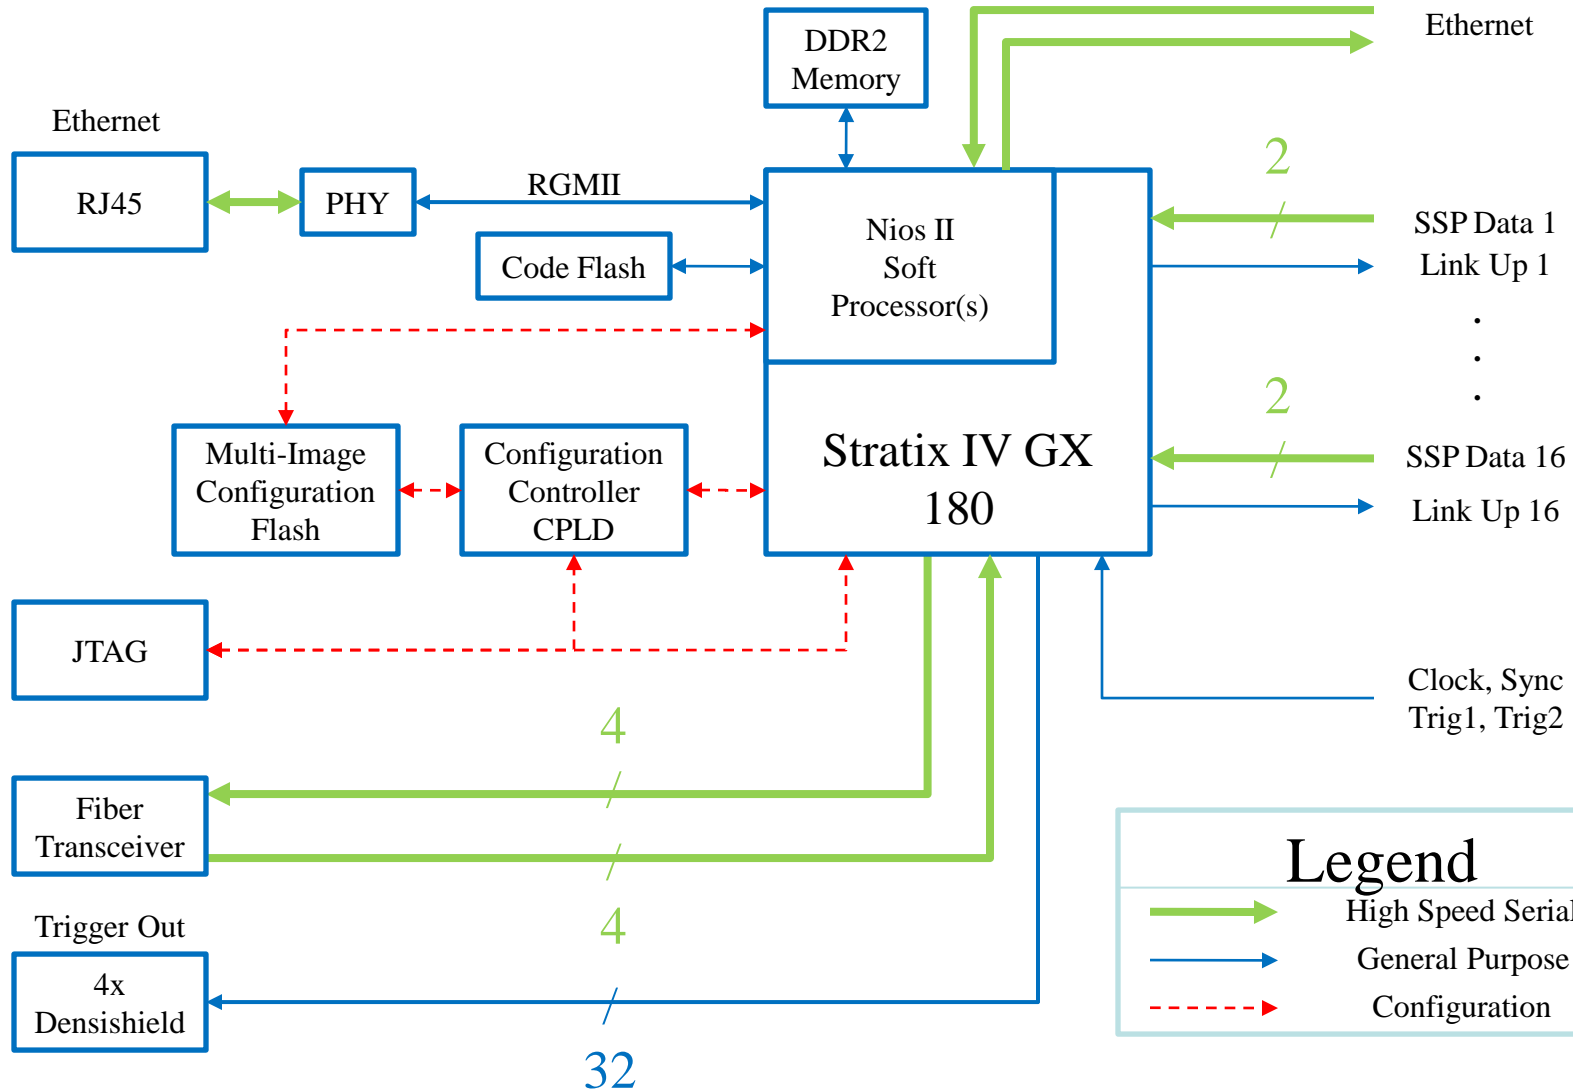 DDR2
Memory
Ethernet
Ethernet
RJ45
PHY
RGMII
Code Flash
Nios II
Soft
Processor(s)
2
SSP Data 1
Link Up 1
.
.
.
2
SSP Data 16
Link Up 16
Multi-Image
Configuration
Flash
Configuration
Controller
CPLD
Stratix IV GX
180
JTAG
Clock, Sync
Trig1, Trig2
4
Fiber
Transceiver
4
Trigger Out
4x
Densishield
32
Legend
High Speed Serial
General Purpose
Configuration